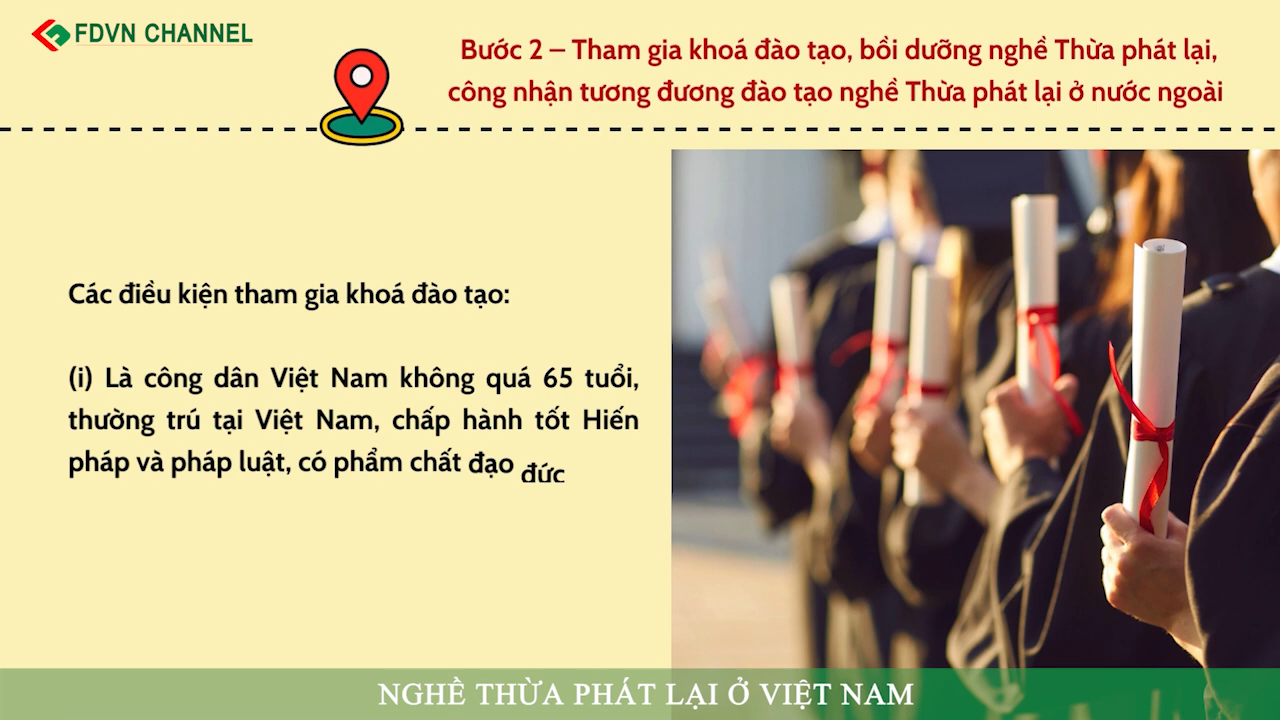 FDVN CHANNEL
Bước 2 – Tham gia khoá đào tạo, bồi dưỡng nghề Thừa phát lại,
công nhận tương đương đào tạo nghề Thừa phát lại ở nước ngoài
Các điều kiện tham gia khoá đào tạo:
(i) Là công dân Việt Nam không quá 65 tuổi,
thường trú tại Việt Nam, chấp hành tốt Hiến
pháp và pháp luật, có phẩm chất đạo đức
NGHỀ THỪA PHÁT LẠI Ở VIỆT NAM